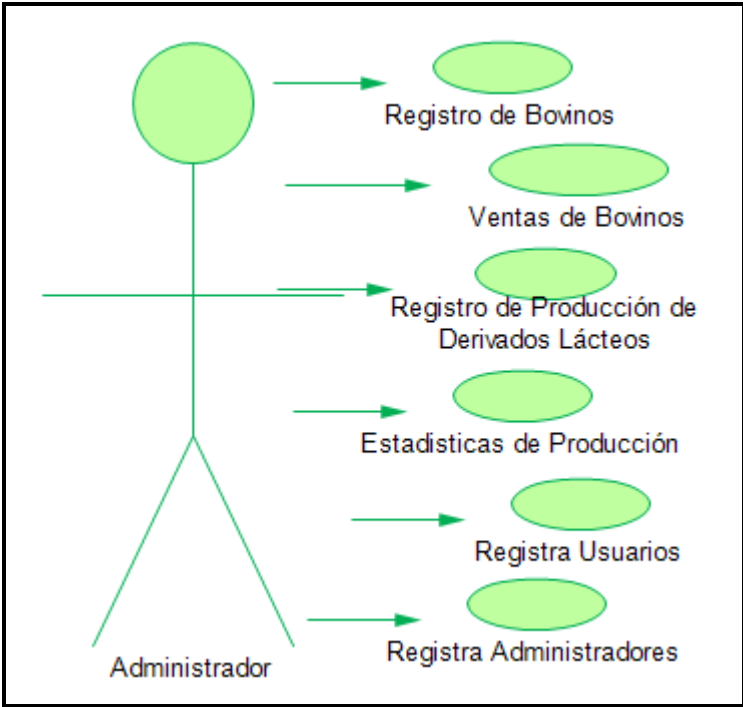 Registro de Bovinos
Ventas de Bovinos
Registro de Producción de
Derivados Lácteos
Estadisticas de Producción
Registra Usuarios
Registra Administradores
Administrador